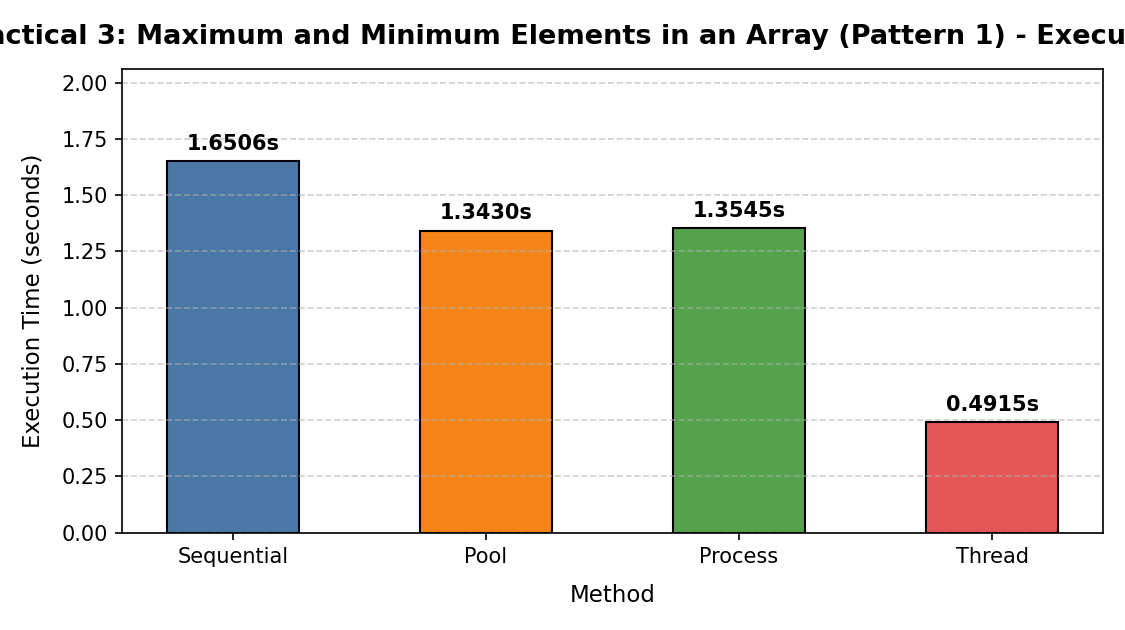 actical 3: Maximum and Minimum Elements in an Array (Pattern 1) - Execu
2.00
1.75
1.50
1.25
1.00
0.75
0.50
0.25
0.00
Execution Time (seconds)
1.6506s
1.3430s
1.3545s
0.4915s
Sequential Pool Process Thread
Method